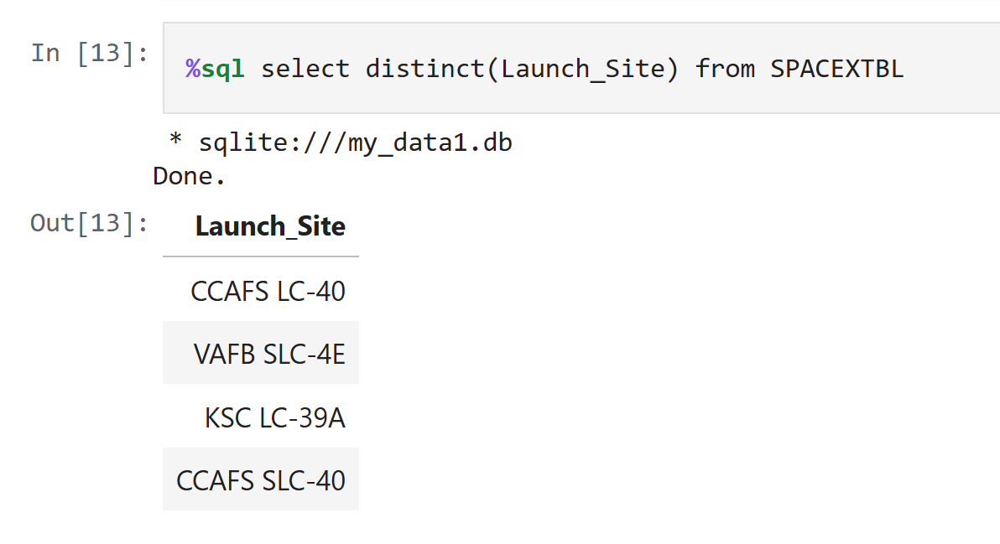 In [13]:
%sql select distinct(Launch_Site) from SPACEXTBL
* sqlite:///my_data1.db
Done.
Out[13]:
Launch_Site
CCAFS LC-40
VAFB SLC-4E
KSC LC-39A
CCAFS SLC-40